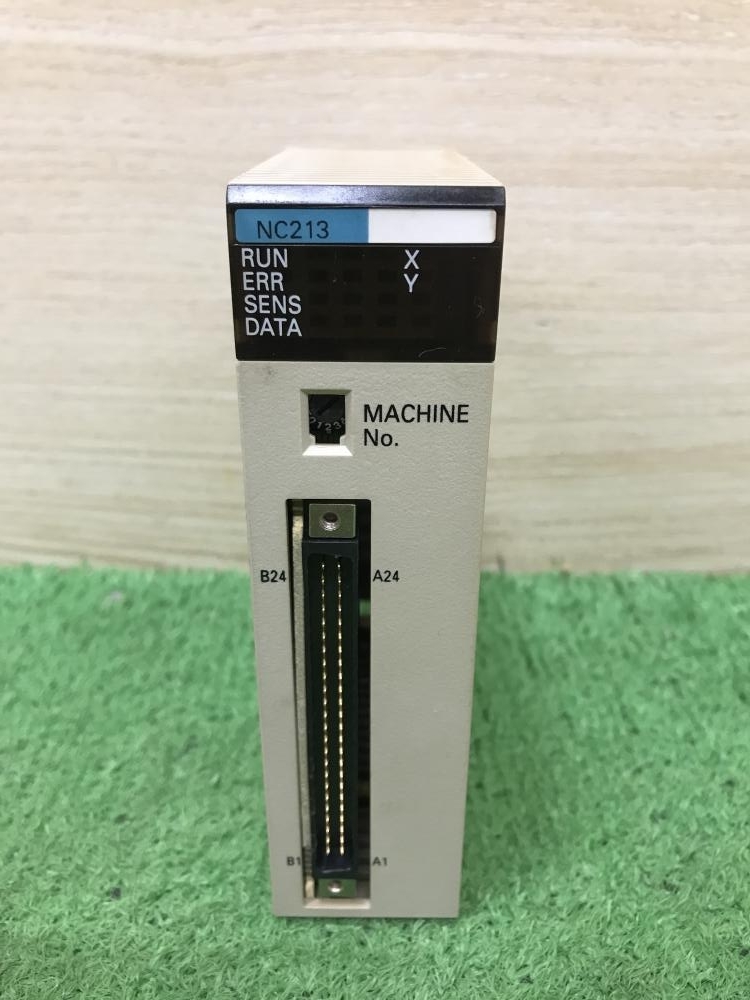 NC213
RUN X
ERR Y
SENS
DATA
MACHINE
No.
B24 A24
B1 A1